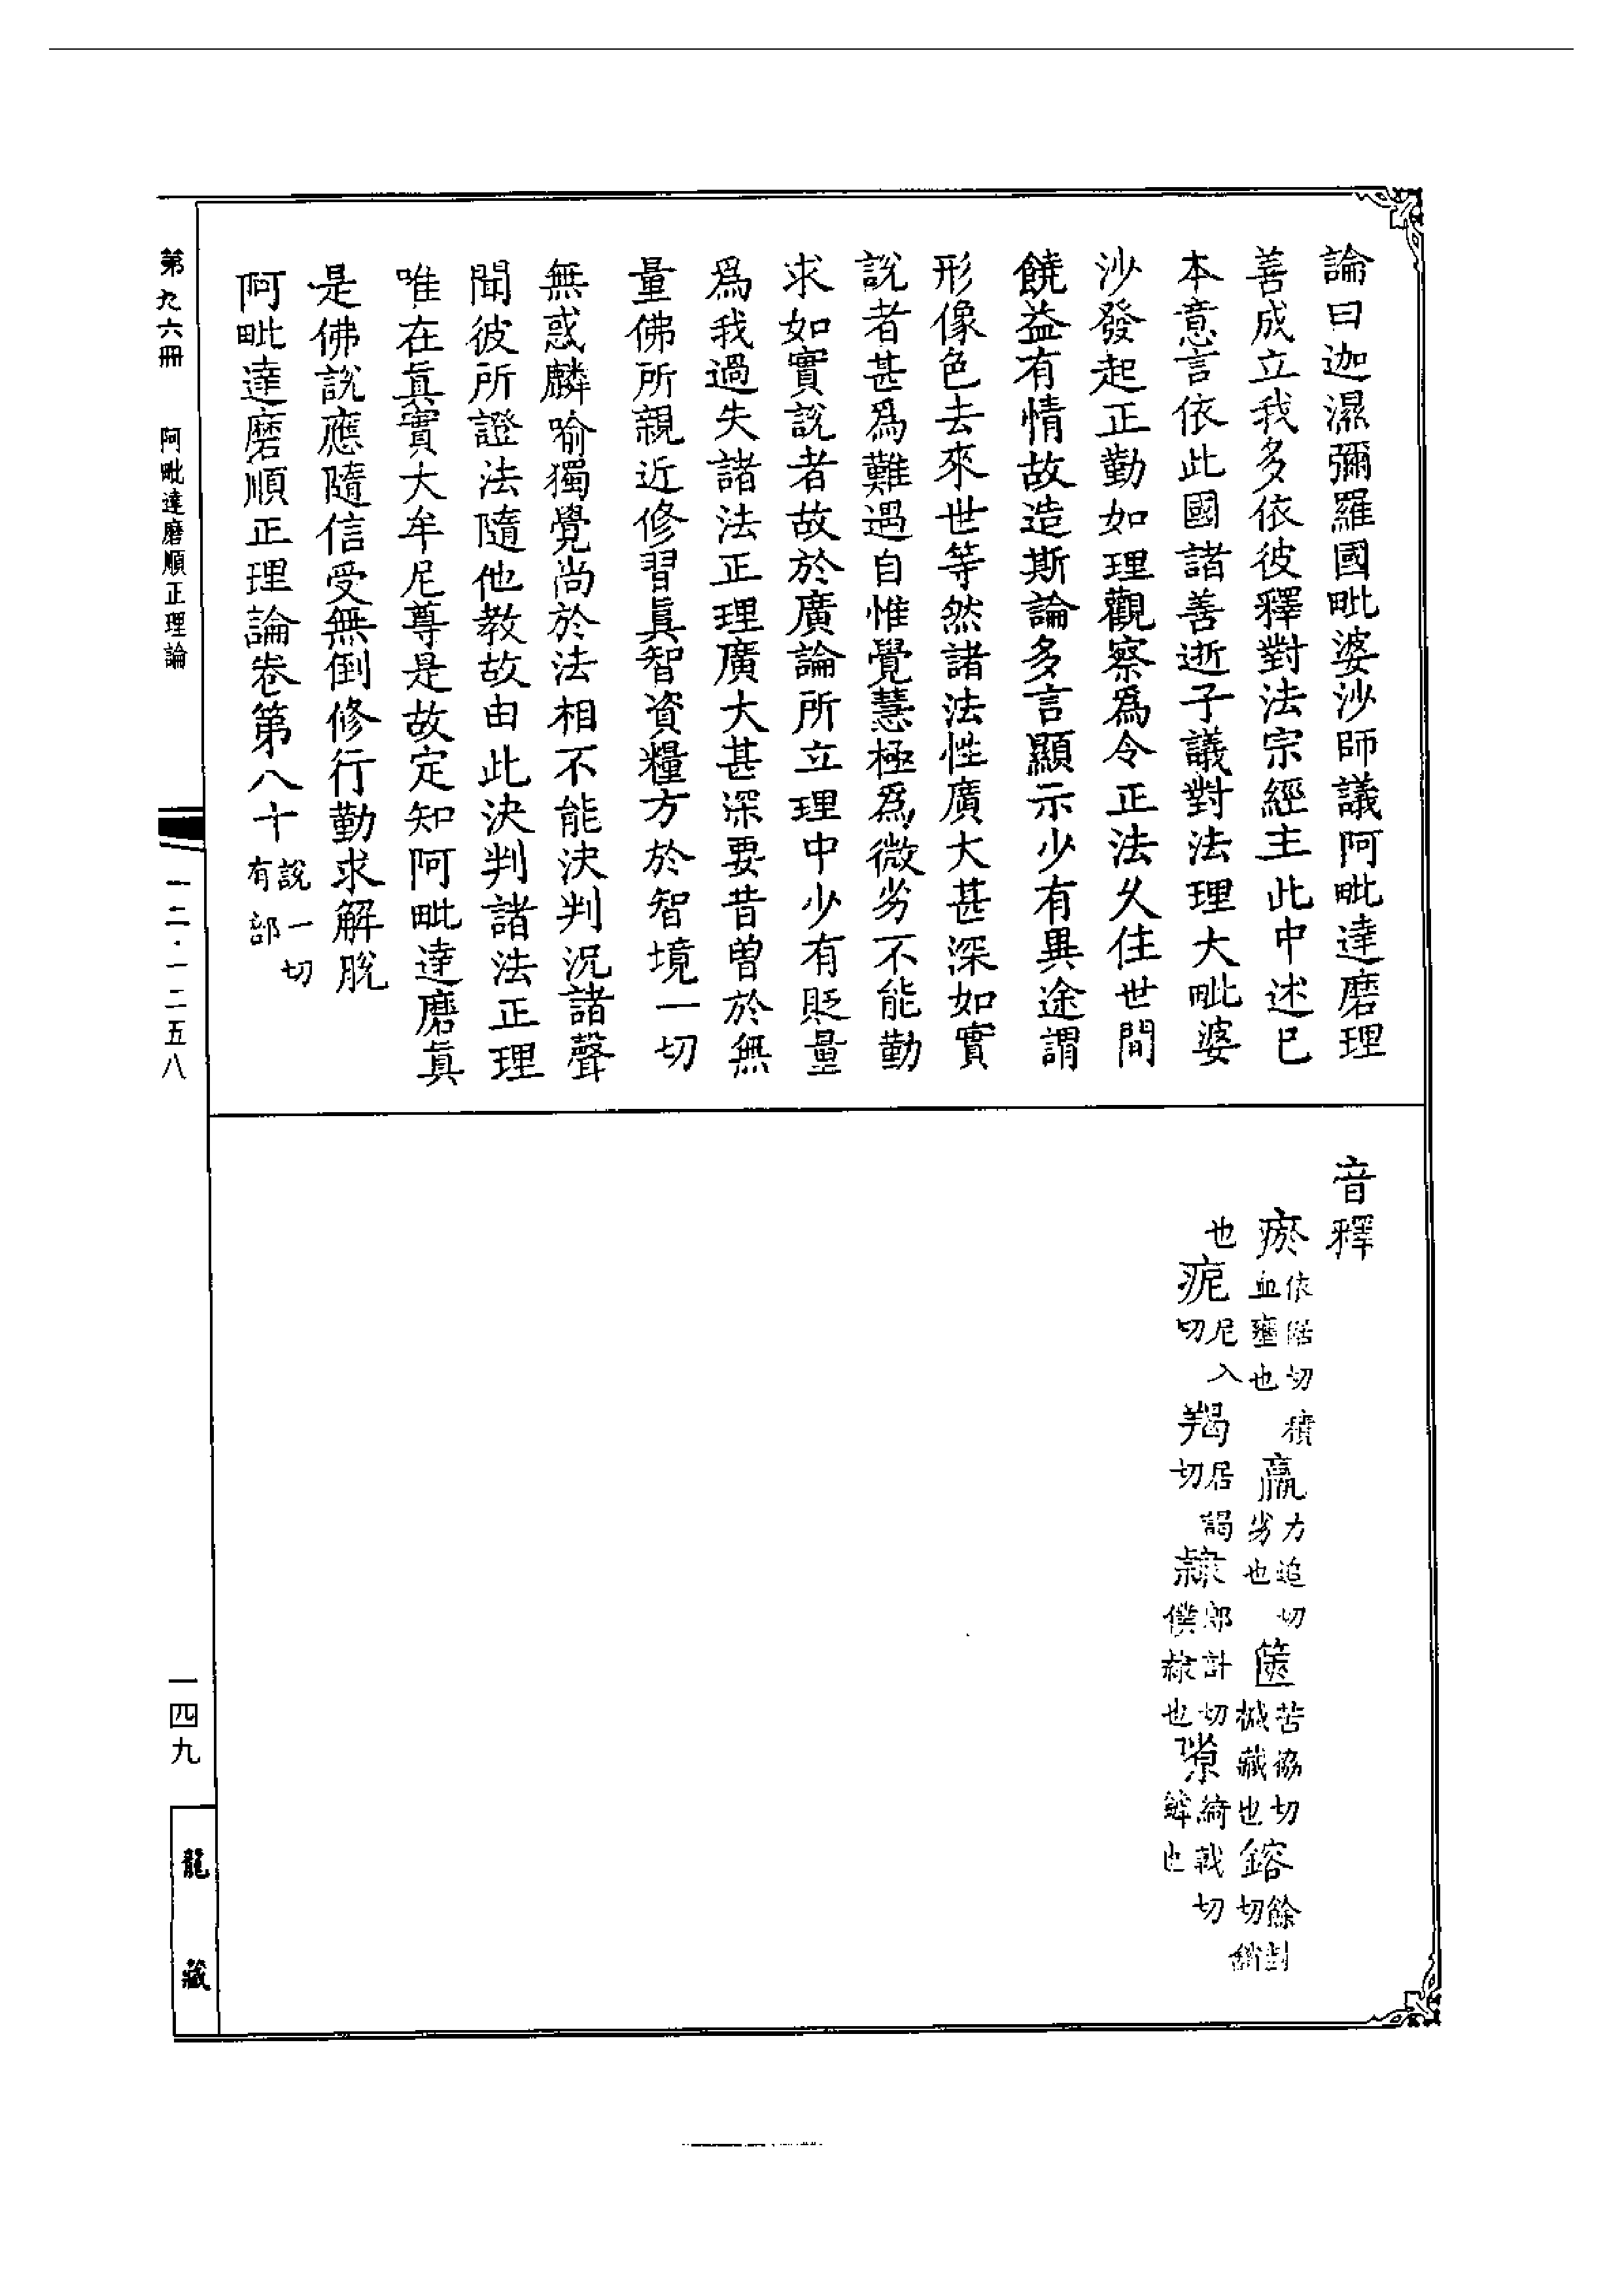 論曰迦濕彌羅國毗婆沙師議阿毗達磨理
善成立我多依彼釋對法宗經主此中述已
本意言依此國諸善逝子議對法理大毗婆
沙發起正勤如理觀察爲令正法久住世間
饒益有情故造斯論多言顯示少有異途謂
形像色去來世等然諸法性廣大甚深如實
說者甚爲難遇自惟覺慧極爲微劣不能勤
求如實說者故於廣論所立理中少有貶量
爲我過失諸法正理廣大甚深要昔曽於無
量佛所親近修習眞智資糧方於智境一切
無惑麟喻獨覺尚於法相不能決判況諸聲
聞彼所證法隨他教故由此決判諸法正理
唯在眞實大牟尼尊是故定知阿毗達磨眞
是佛說應隨信受無倒修行勤求解脫
阿毗達磨順正理論卷第八十 說一切有部
音釋
瘀 依倨切積血壅也 羸 力追切劣也 篋 苦協切械藏也 鎔 餘封切銷
也 痆 尼入切 羯 居謁切 隸 郎計切僕隸也 隙 綺戟切罅也
第九六冊 阿毗達磨順正理論 一二·一二五八 一四九 龍藏